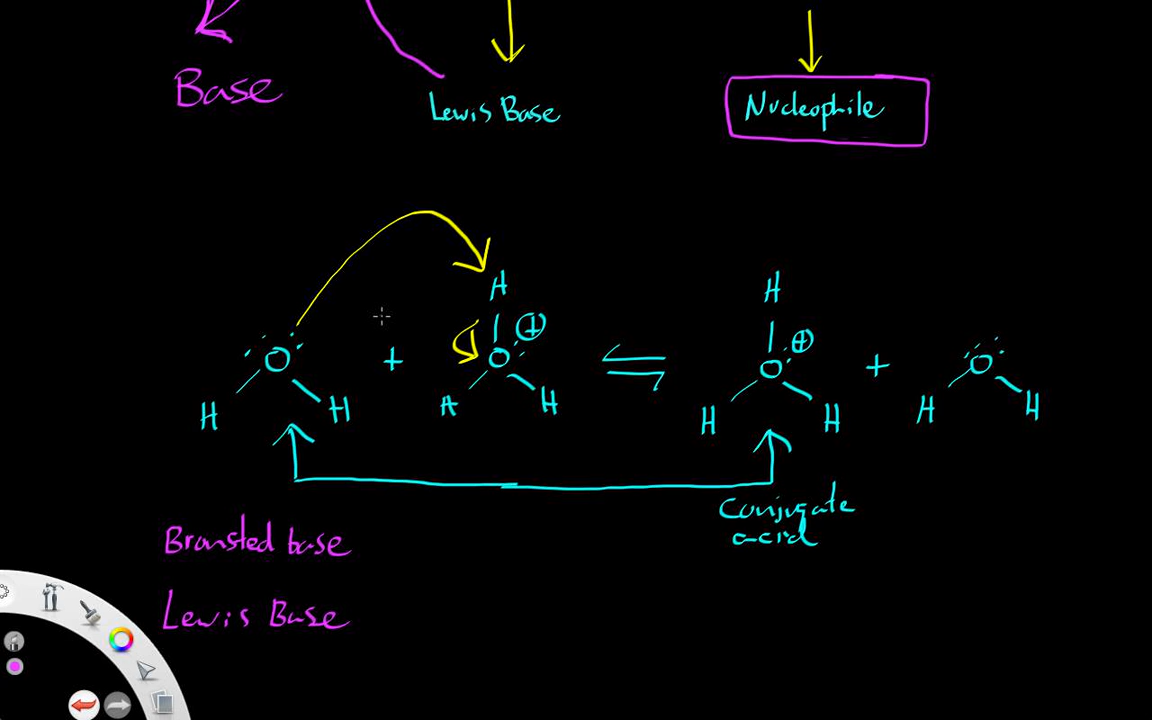 Base
Lewis Base
Nucleophile
H H H
O + O ⊕ ⇌ O ⊕ + O
H H H H H H H H
Conjugate
acid
Bronsted base
Lewis Base